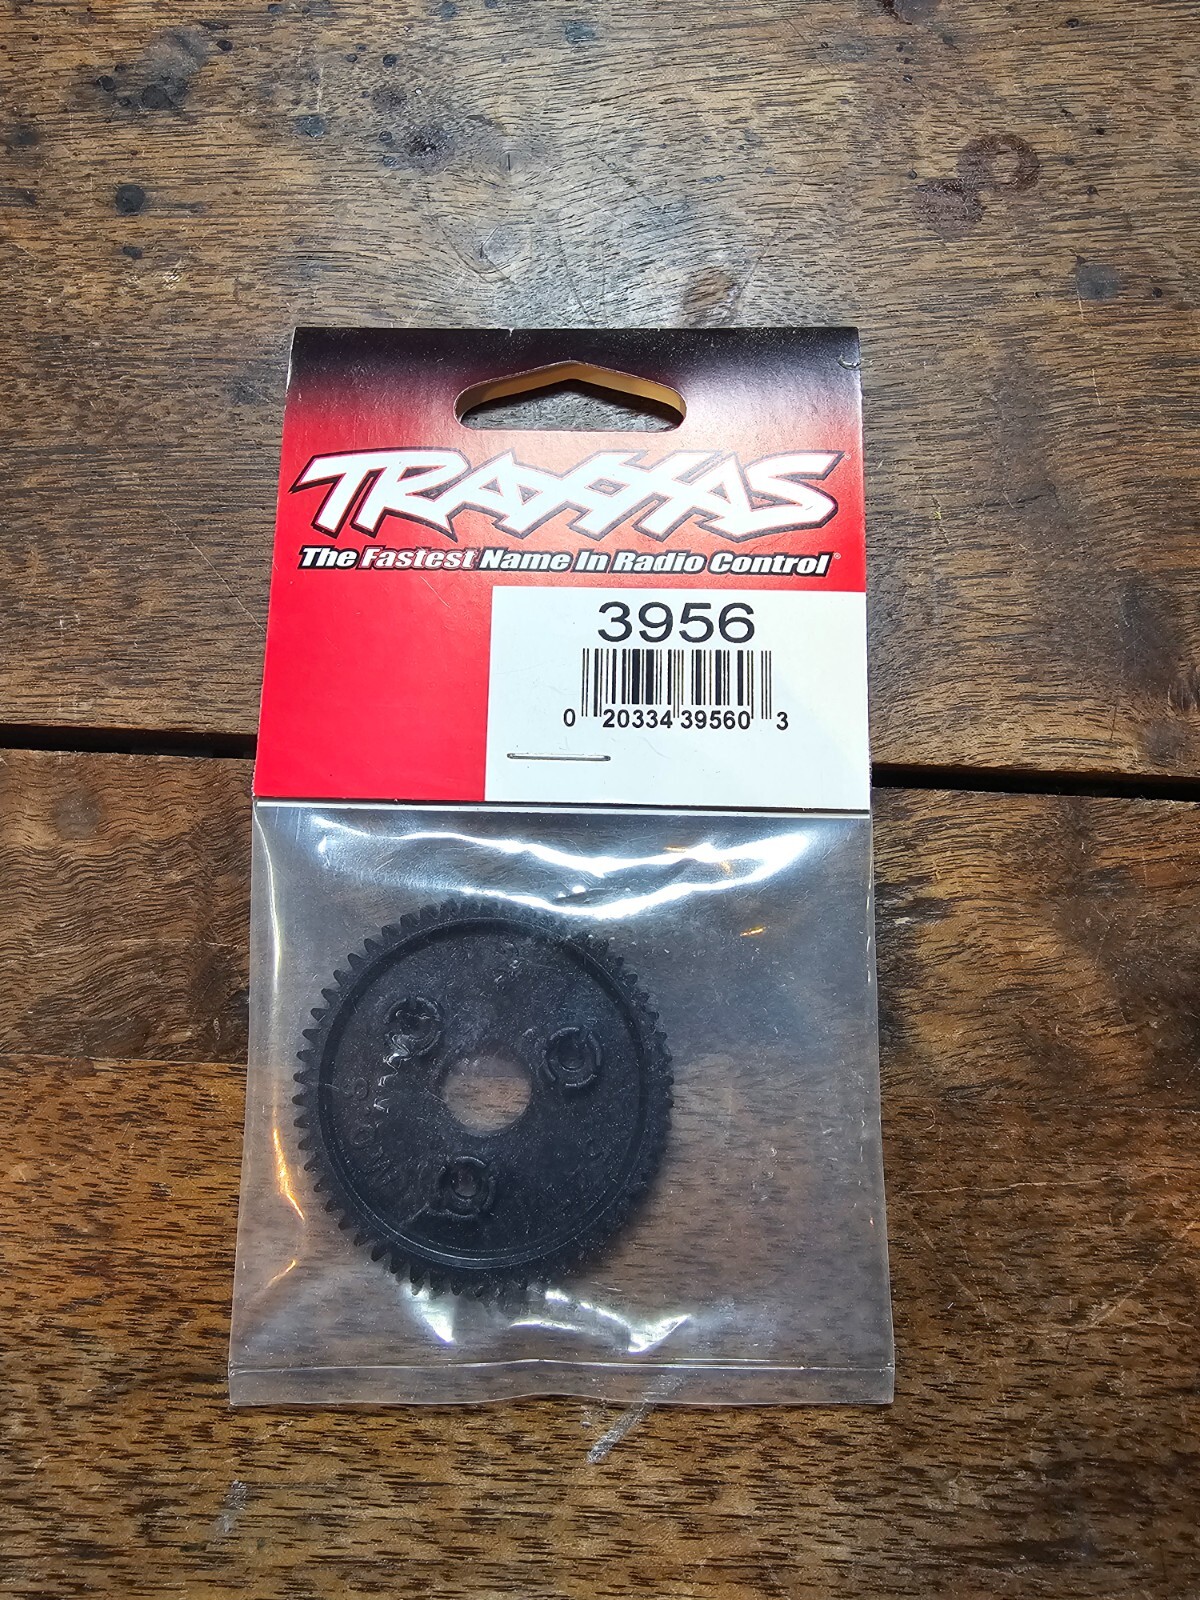 TRAXXAS
The Fastest Name In Radio Control®
3956
0 20334 39560 3